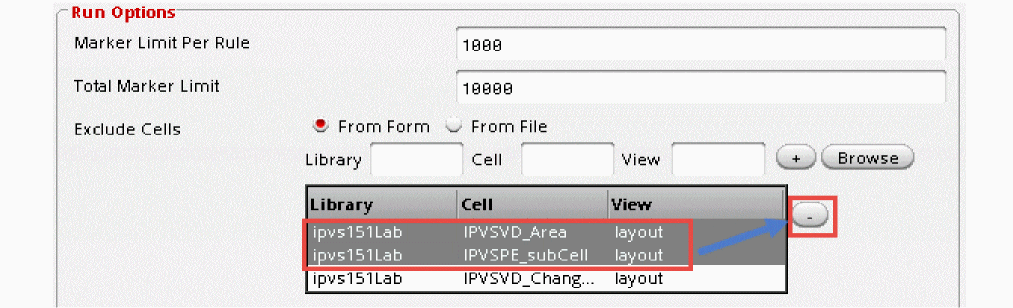 Run Options
Marker Limit Per Rule 1000
Total Marker Limit 10000
Exclude Cells From Form From File
Library Cell View + Browse
Library Cell View -
ipvs151Lab IPVSVD_Area layout
ipvs151Lab IPVSPE_subCell layout
ipvs151Lab IPVSVD_Chang... layout